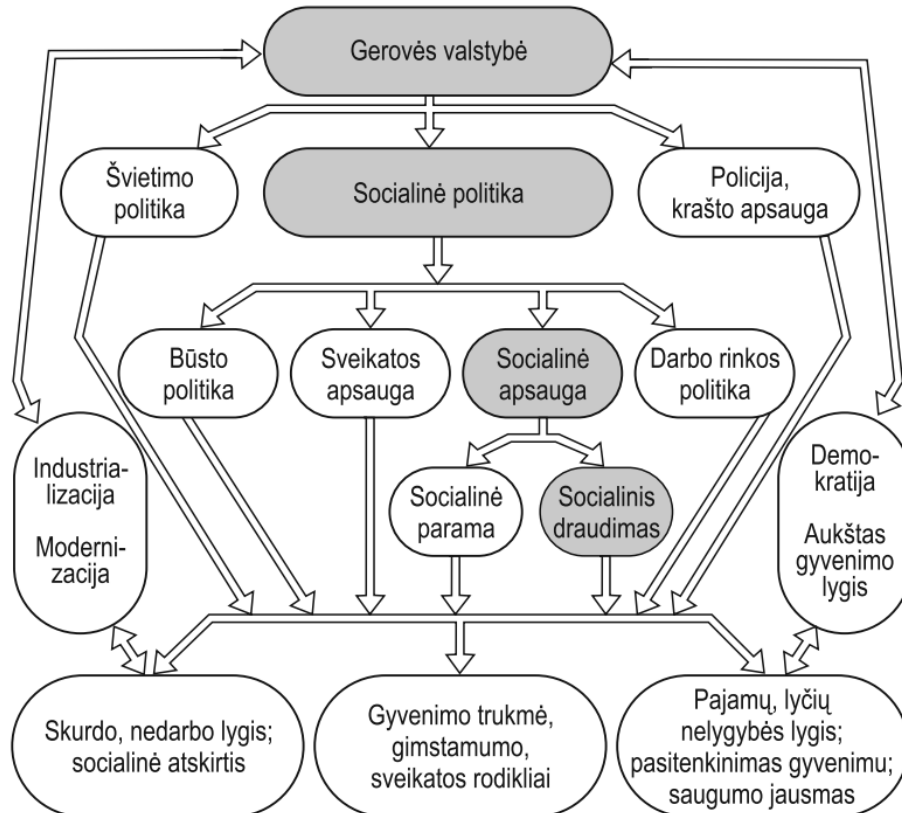 Gerovės valstybė
Švietimo
politika
Socialinė politika
Policija,
krašto apsauga
Būsto
politika
Sveikatos
apsauga
Socialinė
apsauga
Darbo rinkos
politika
Industria-
lizacija
Moderni-
zacija
Socialinė
parama
Socialinis
draudimas
Demo-
kratija
Aukštas
gyvenimo
lygis
Skurdo, nedarbo lygis;
socialinė atskirtis
Gyvenimo trukmė,
gimstamumo,
sveikatos rodikliai
Pajamų, lyčių
nelygybės lygis;
pasitenkinimas gyvenimu;
saugumo jausmas